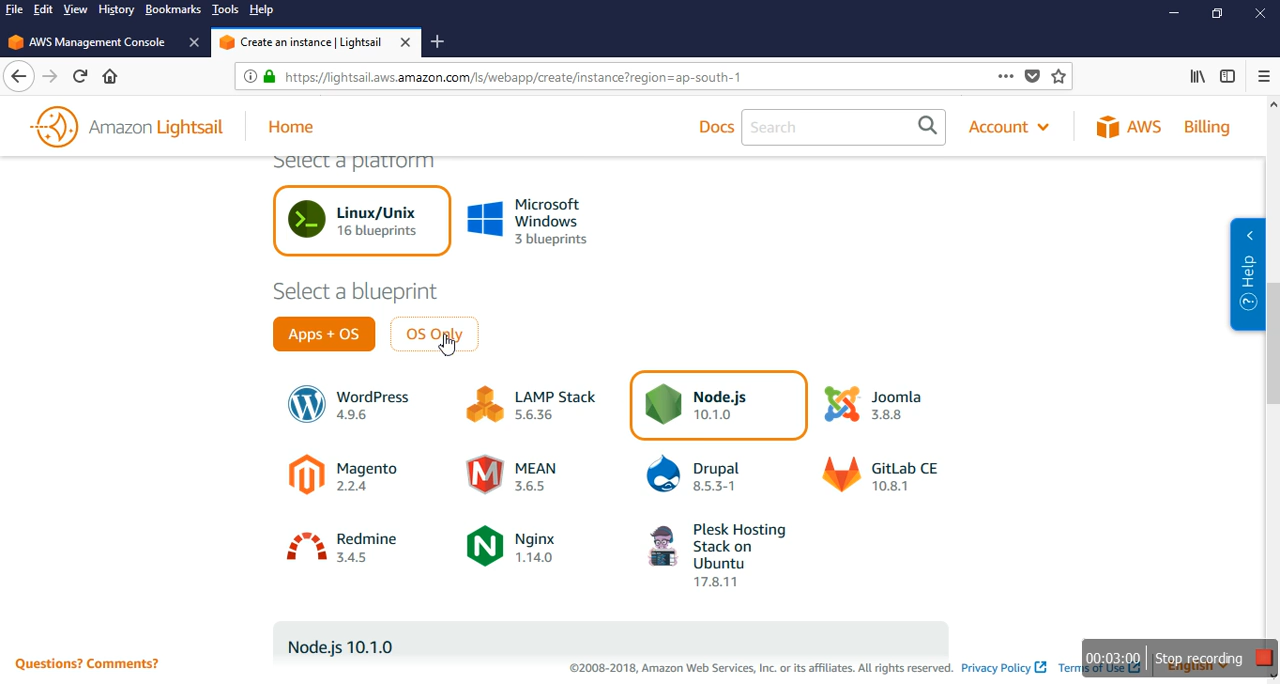 File Edit View History Bookmarks Tools Help
AWS Management Console
Create an instance | Lightsail
https://lightsail.aws.amazon.com/ls/webapp/create/instance?region=ap-south-1
Amazon Lightsail
Home
Docs
Search
Account
AWS
Billing
Select a platform
Linux/Unix
16 blueprints
Microsoft
Windows
3 blueprints
Help
Select a blueprint
Apps + OS
OS Only
WordPress
4.9.6
LAMP Stack
5.6.36
Node.js
10.1.0
Joomla
3.8.8
Magento
2.2.4
MEAN
3.6.5
Drupal
8.5.3-1
GitLab CE
10.8.1
Redmine
3.4.5
Nginx
1.14.0
Plesk Hosting
Stack on
Ubuntu
17.8.11
Node.js 10.1.0
Questions? Comments?
©2008-2018, Amazon Web Services, Inc. or its affiliates. All rights reserved.
Privacy Policy
Terms of Use
English
00:03:00
Stop recording